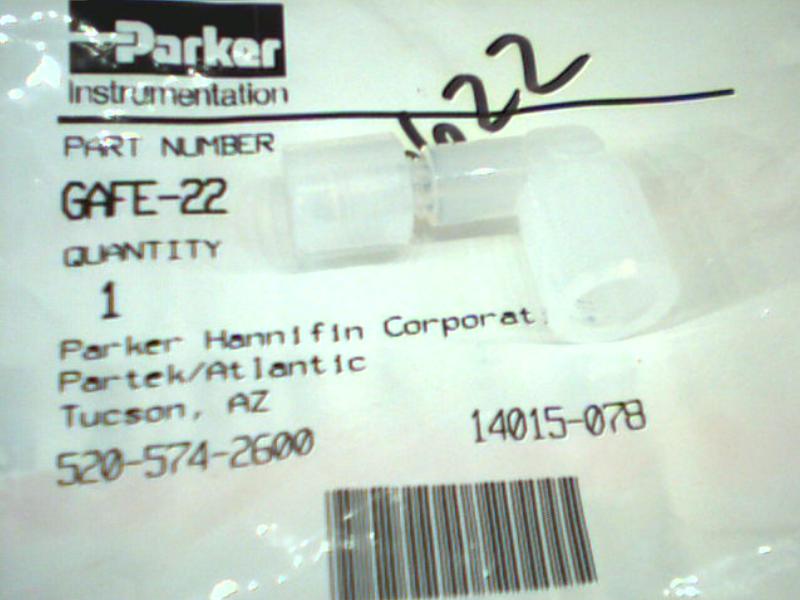 Parker
Instrumentation
PART NUMBER
GAFE-22
QUANTITY
1
Parker Hannifin Corporat
Partek/Atlantic
Tucson, AZ
520-574-2600
14015-078